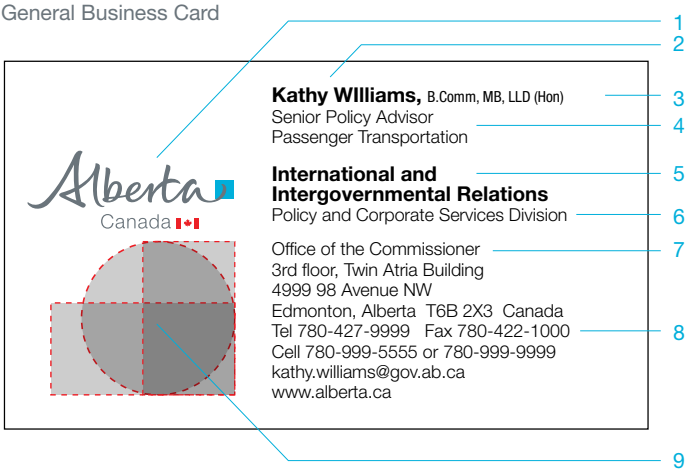 General Business Card
1
2
Kathy WIlliams, B.Comm, MB, LLD (Hon)
3
Senior Policy Advisor
4
Passenger Transportation
International and
5
Intergovernmental Relations
Policy and Corporate Services Division
6
Alberta
Canada
Office of the Commissioner
7
3rd floor, Twin Atria Building
4999 98 Avenue NW
Edmonton, Alberta T6B 2X3 Canada
Tel 780-427-9999 Fax 780-422-1000
8
Cell 780-999-5555 or 780-999-9999
kathy.williams@gov.ab.ca
www.alberta.ca
9